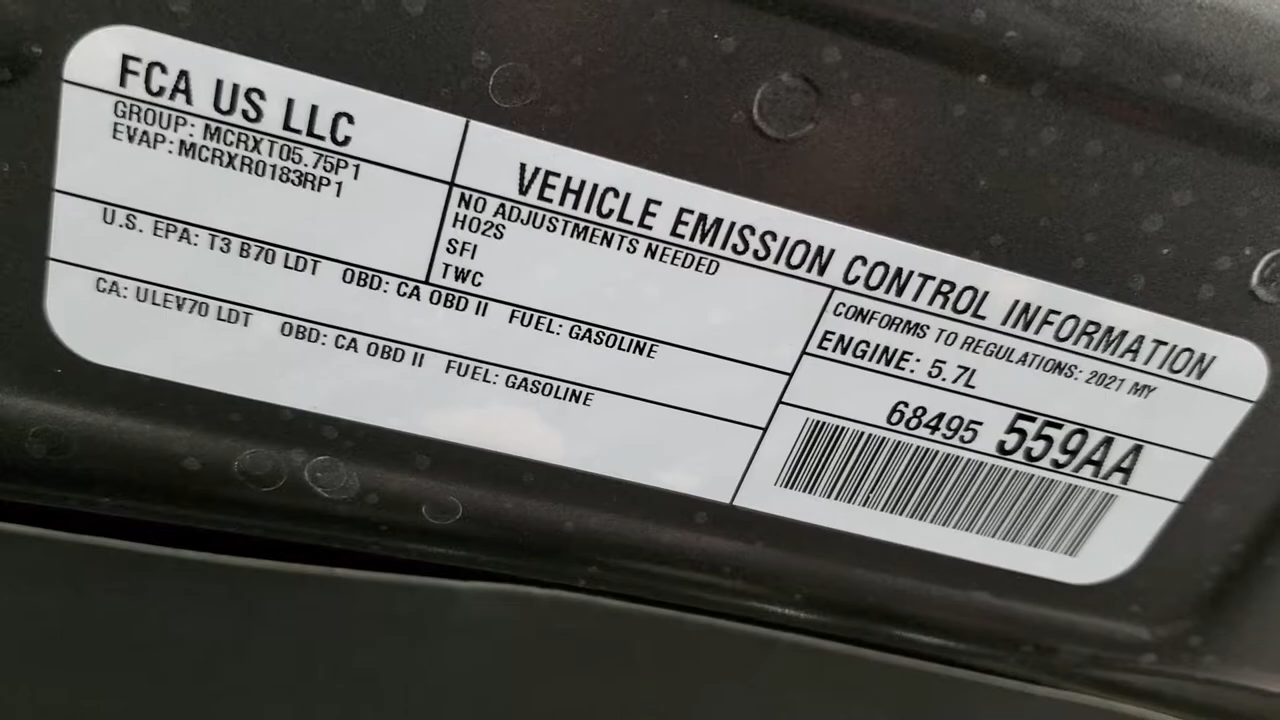 FCA US LLC
GROUP: MCRXT05.75P1
EVAP: MCRXR0183RP1
VEHICLE EMISSION CONTROL INFORMATION
NO ADJUSTMENTS NEEDED
HO2S
SFI
TWC
U.S. EPA: T3 B70 LDT OBD: CA OBD II FUEL: GASOLINE
CA: ULEV70 LDT OBD: CA OBD II FUEL: GASOLINE
CONFORMS TO REGULATIONS: 2021 MY
ENGINE: 5.7L
68495 559AA